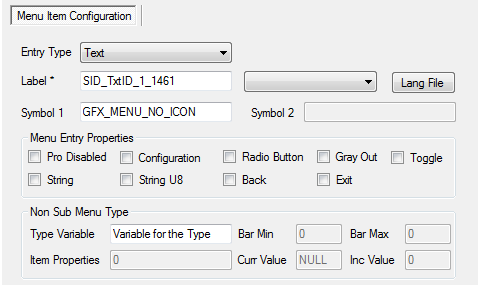 Menu Item Configuration
Entry Type Text
Label * SID_TxtID_1_1461 Lang File
Symbol 1 GFX_MENU_NO_ICON Symbol 2
Menu Entry Properties
Pro Disabled Configuration Radio Button Gray Out Toggle
String String U8 Back Exit
Non Sub Menu Type
Type Variable Variable for the Type Bar Min 0 Bar Max 0
Item Properties 0 Curr Value NULL Inc Value 0